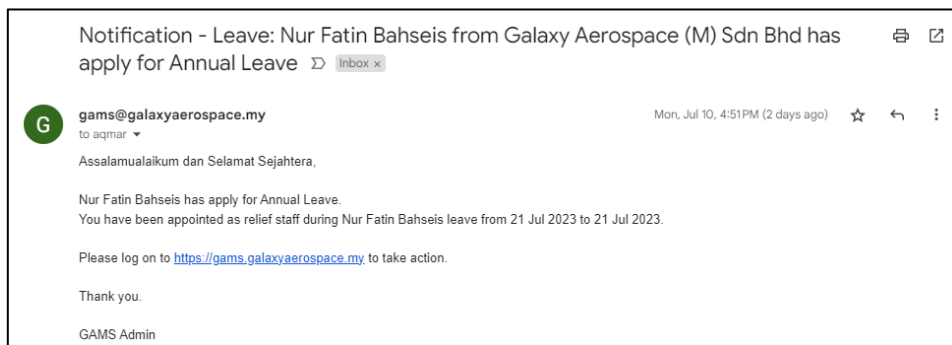 Notification - Leave: Nur Fatin Bahseis from Galaxy Aerospace (M) Sdn Bhd has
apply for Annual Leave Inbox ×
G
gams@galaxyaerospace.my Mon, Jul 10, 4:51 PM (2 days ago)
to aqmar
Assalamualaikum dan Selamat Sejahtera,
Nur Fatin Bahseis has apply for Annual Leave.
You have been appointed as relief staff during Nur Fatin Bahseis leave from 21 Jul 2023 to 21 Jul 2023.
Please log on to https://gams.galaxyaerospace.my to take action.
Thank you.
GAMS Admin